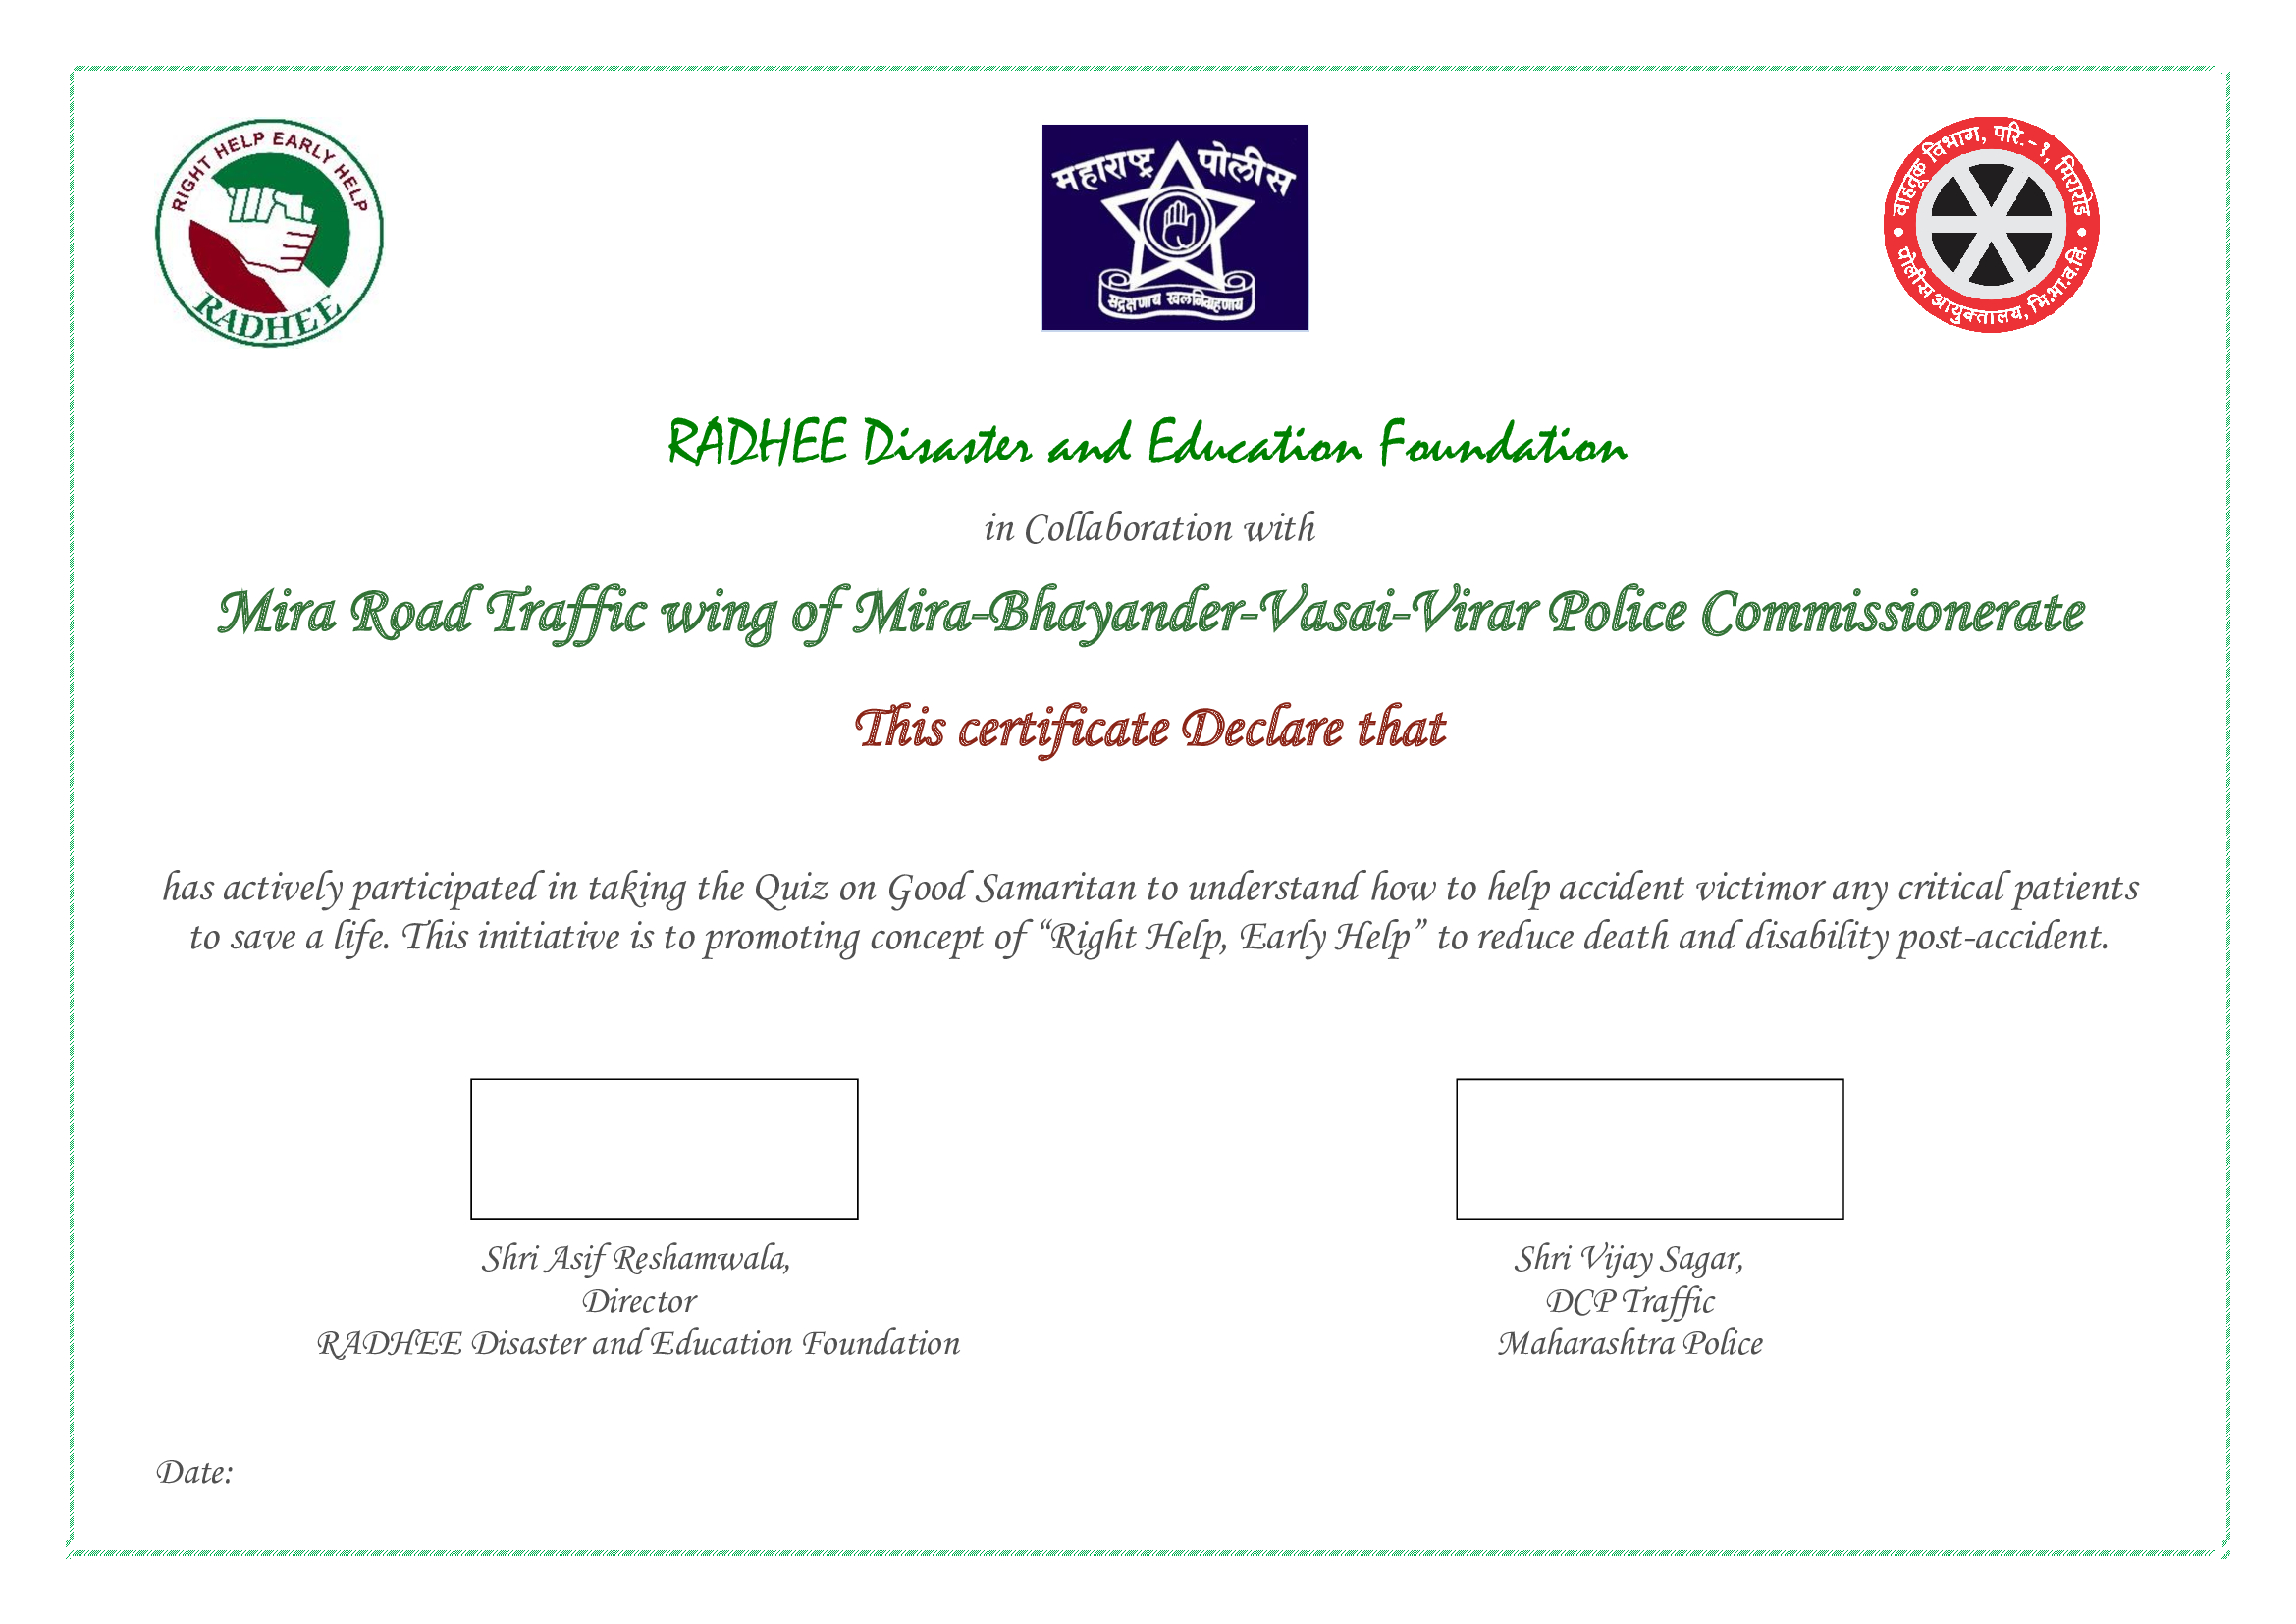 RIGHT HELP EARLY HELP
RADHEE
महाराष्ट्र पोलीस
सद्रक्षणाय खलनिग्रहणाय
वाहतूक विभाग, परि.-१, मिरारोड
पोलीस आयुक्तालय, मि.भा.व.वि.
RADHEE Disaster and Education Foundation
in Collaboration with
Mira Road Traffic wing of Mira-Bhayander-Vasai-Virar Police Commissionerate
This certificate Declare that
has actively participated in taking the Quiz on Good Samaritan to understand how to help accident victimor any critical patients
to save a life. This initiative is to promoting concept of “Right Help, Early Help” to reduce death and disability post-accident.
Shri Asif Reshamwala,
Director
RADHEE Disaster and Education Foundation
Shri Vijay Sagar,
DCP Traffic
Maharashtra Police
Date: